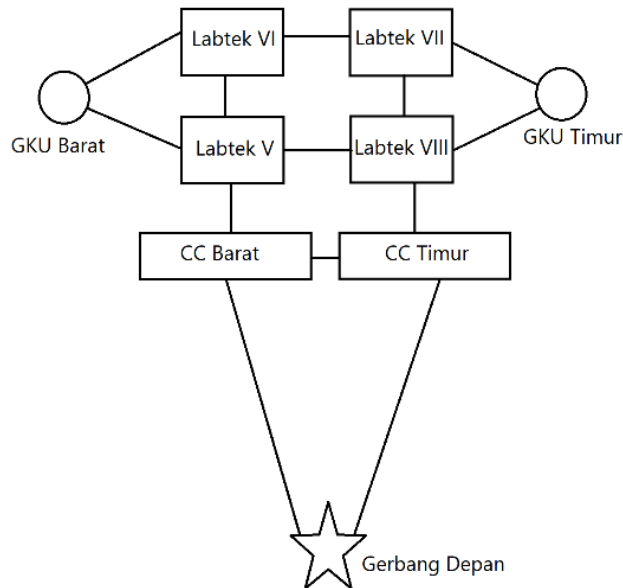 Labtek VI
Labtek VII
GKU Barat
GKU Timur
Labtek V
Labtek VIII
CC Barat
CC Timur
Gerbang Depan